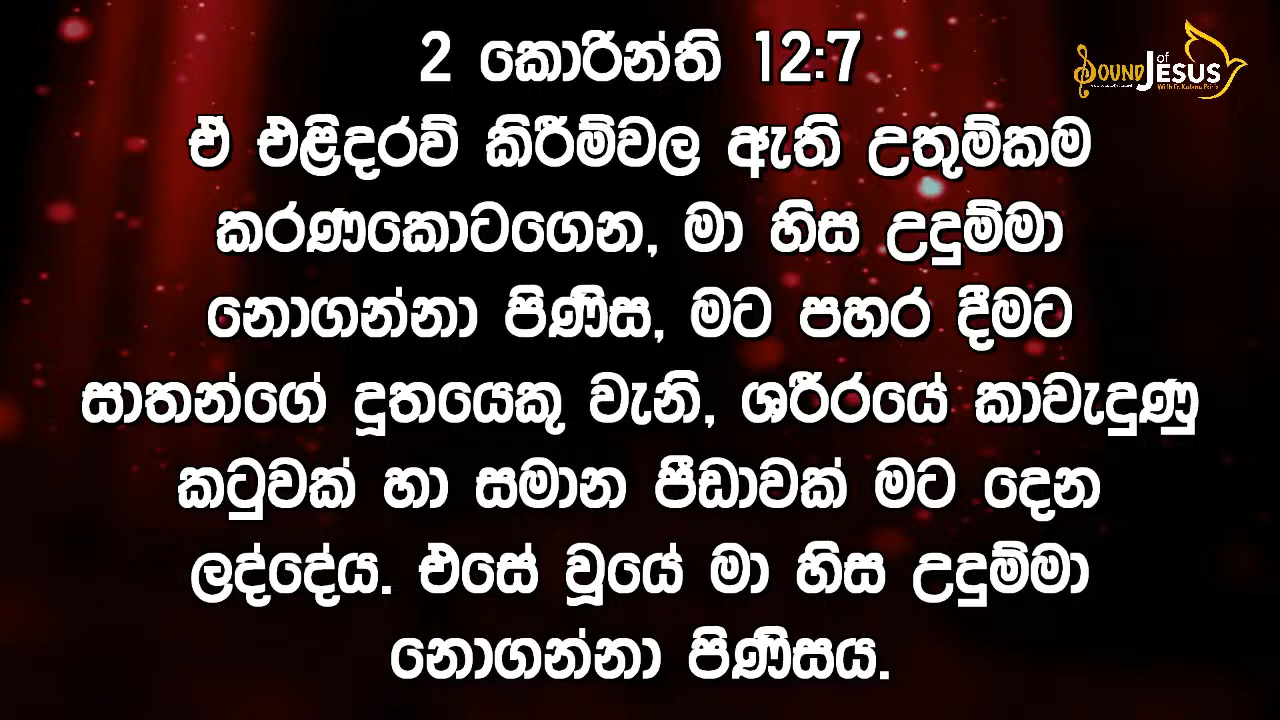 2 කොරින්ති 12:7
ඒ එළිදරව් කිරීම්වල ඇති උතුම්කම
කරණකොටගෙන, මා හිස උදුම්මා
නොගන්නා පිණිස, මට පහර දීමට
සාතන්ගේ දූතයෙකු වැනි, ශරීරයේ කාවැදුණු
කටුවක් හා සමාන පීඩාවක් මට දෙන
ලද්දේය. එසේ වූයේ මා හිස උදුම්මා
නොගන්නා පිණිසය.
SOUND of JESUS